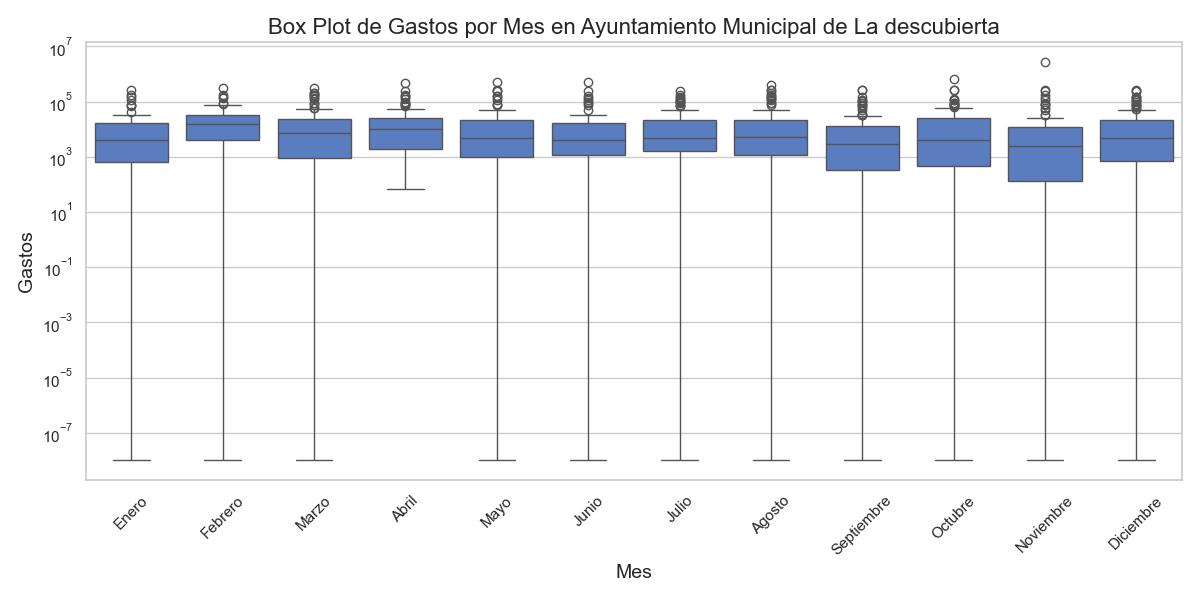 Box Plot de Gastos por Mes en Ayuntamiento Municipal de La descubierta
Gastos
10^7
10^5
10^3
10^1
10^−1
10^−3
10^−5
10^−7
Enero
Febrero
Marzo
Abril
Mayo
Junio
Julio
Agosto
Septiembre
Octubre
Noviembre
Diciembre
Mes